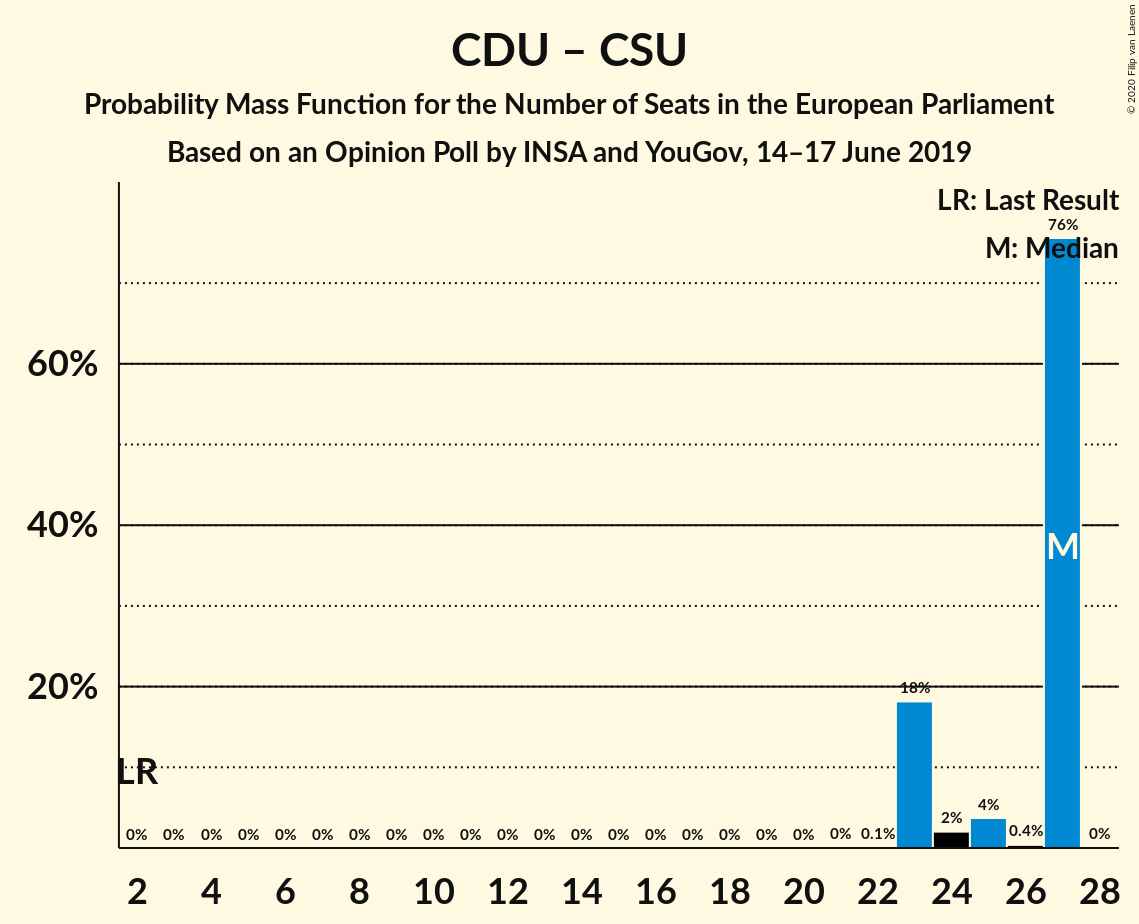 © 2020 Filip van Laenen
CDU – CSU
Probability Mass Function for the Number of Seats in the European Parliament
Based on an Opinion Poll by INSA and YouGov, 14–17 June 2019
LR: Last Result
76%
M: Median
60%
40%
M
20%
18%
LR
0% 0% 0% 0% 0% 0% 0% 0% 0% 0% 0% 0% 0% 0% 0% 0% 0% 0% 0% 0% 0.1% 2% 4% 0.4% 0%
2 4 6 8 10 12 14 16 18 20 22 24 26 28